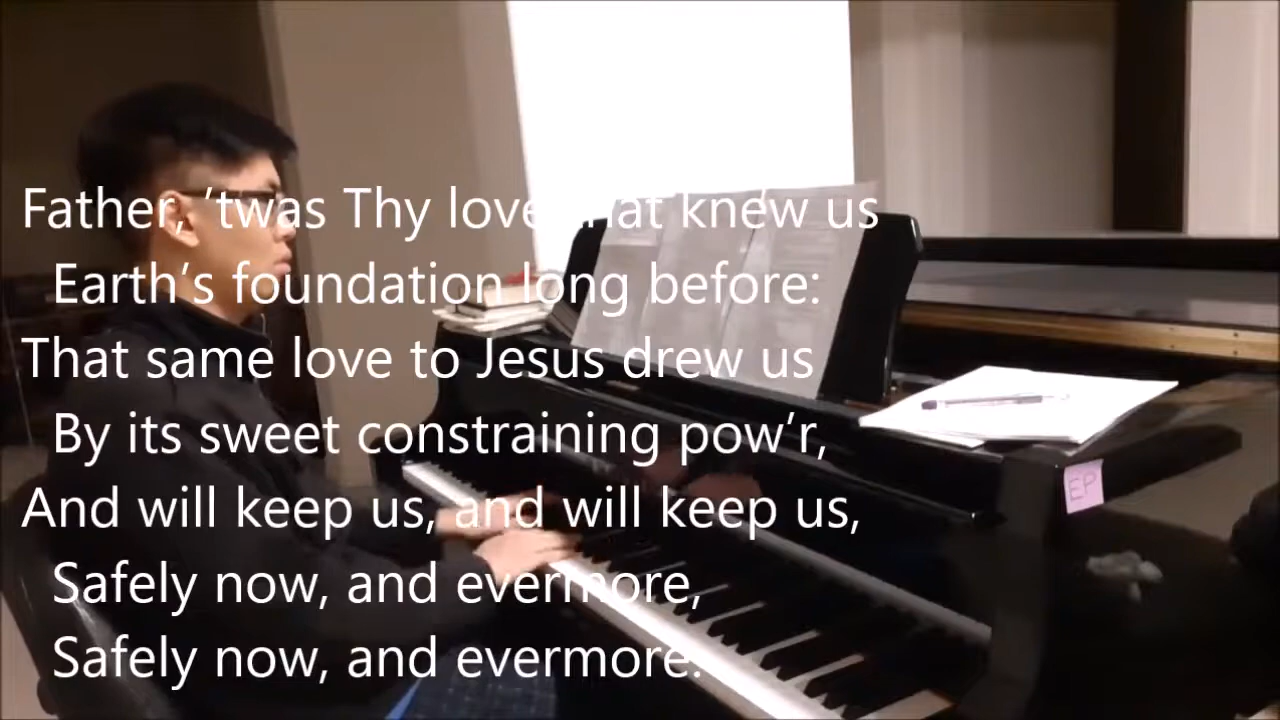 Father, ’twas Thy love that knew us
Earth’s foundation long before:
That same love to Jesus drew us
By its sweet constraining pow’r,
And will keep us, and will keep us,
Safely now, and evermore,
Safely now, and evermore.
EP